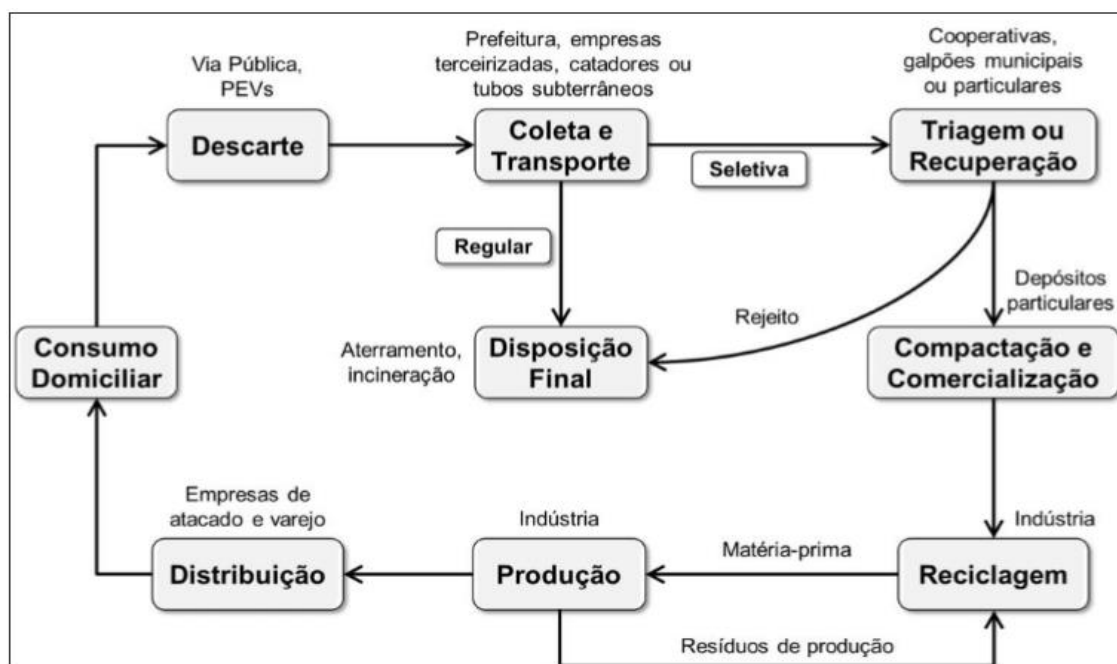 Via Pública,
PEVs
Descarte
Prefeitura, empresas
terceirizadas, catadores ou
tubos subterrâneos
Coleta e
Transporte
Seletiva
Cooperativas,
galpões municipais
ou particulares
Triagem ou
Recuperação
Regular
Rejeito
Depósitos
particulares
Consumo
Domiciliar
Aterramento,
incineração
Disposição
Final
Compactação e
Comercialização
Empresas de
atacado e varejo
Distribuição
Indústria
Produção
Matéria-prima
Indústria
Reciclagem
Resíduos de produção